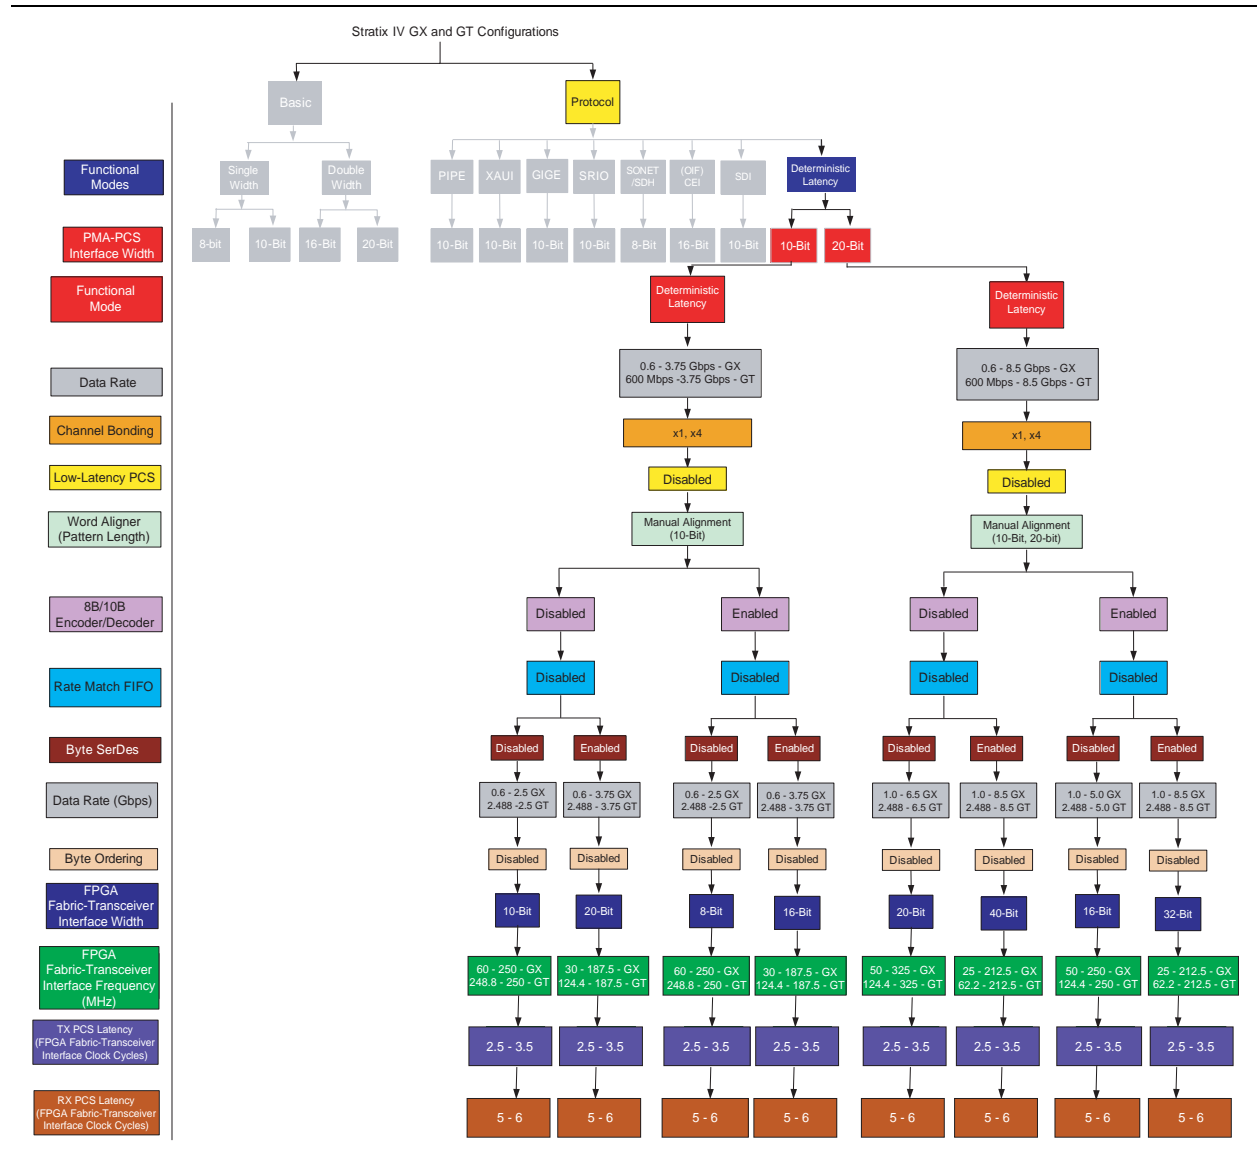 Stratix IV GX and GT Configurations
Basic
Protocol
Functional
Modes
Single
Width
Double
Width
PIPE
XAUI
GIGE
SRIO
SONET
/SDH
(OIF)
CEI
SDI
Deterministic
Latency
PMA-PCS
Interface Width
8-bit
10-Bit
16-Bit
20-Bit
10-Bit
10-Bit
10-Bit
10-Bit
8-Bit
16-Bit
10-Bit
10-Bit
20-Bit
Functional
Mode
Deterministic
Latency
Deterministic
Latency
Data Rate
0.6 - 3.75 Gbps - GX
600 Mbps -3.75 Gbps - GT
0.6 - 8.5 Gbps - GX
600 Mbps - 8.5 Gbps - GT
Channel Bonding
x1, x4
x1, x4
Low-Latency PCS
Disabled
Disabled
Word Aligner
(Pattern Length)
Manual Alignment
(10-Bit)
Manual Alignment
(10-Bit, 20-bit)
8B/10B
Encoder/Decoder
Disabled
Enabled
Disabled
Enabled
Rate Match FIFO
Disabled
Disabled
Disabled
Disabled
Byte SerDes
Disabled
Enabled
Disabled
Enabled
Disabled
Enabled
Disabled
Enabled
Data Rate (Gbps)
0.6 - 2.5 GX
2.488 -2.5 GT
0.6 - 3.75 GX
2.488 - 3.75 GT
0.6 - 2.5 GX
2.488 -2.5 GT
0.6 - 3.75 GX
2.488 - 3.75 GT
1.0 - 6.5 GX
2.488 - 6.5 GT
1.0 - 8.5 GX
2.488 - 8.5 GT
1.0 - 5.0 GX
2.488 - 5.0 GT
1.0 - 8.5 GX
2.488 - 8.5 GT
Byte Ordering
Disabled
Disabled
Disabled
Disabled
Disabled
Disabled
Disabled
Disabled
FPGA
Fabric-Transceiver
Interface Width
10-Bit
20-Bit
8-Bit
16-Bit
20-Bit
40-Bit
16-Bit
32-Bit
FPGA
Fabric-Transceiver
Interface Frequency
(MHz)
60 - 250 - GX
248.8 - 250 - GT
30 - 187.5 - GX
124.4 - 187.5 - GT
60 - 250 - GX
248.8 - 250 - GT
30 - 187.5 - GX
124.4 - 187.5 - GT
50 - 325 - GX
124.4 - 325 - GT
25 - 212.5 - GX
62.2 - 212.5 - GT
50 - 250 - GX
124.4 - 250 - GT
25 - 212.5 - GX
62.2 - 212.5 - GT
TX PCS Latency
(FPGA Fabric-Transceiver
Interface Clock Cycles)
2.5 - 3.5
2.5 - 3.5
2.5 - 3.5
2.5 - 3.5
2.5 - 3.5
2.5 - 3.5
2.5 - 3.5
2.5 - 3.5
RX PCS Latency
(FPGA Fabric-Transceiver
Interface Clock Cycles)
5 - 6
5 - 6
5 - 6
5 - 6
5 - 6
5 - 6
5 - 6
5 - 6